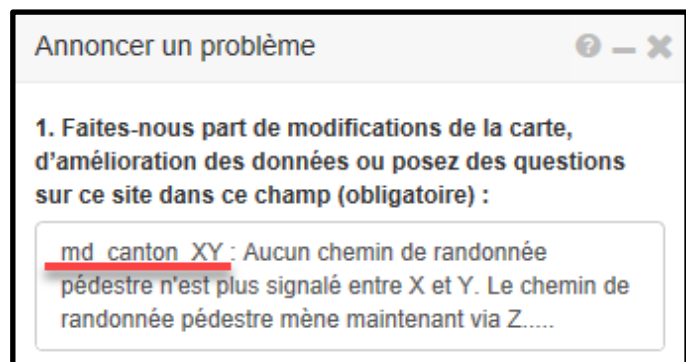 Annoncer un problème
1. Faites-nous part de modifications de la carte,
d'amélioration des données ou posez des questions
sur ce site dans ce champ (obligatoire) :
md_canton_XY : Aucun chemin de randonnée
pédestre n'est plus signalé entre X et Y. Le chemin de
randonnée pédestre mène maintenant via Z.....